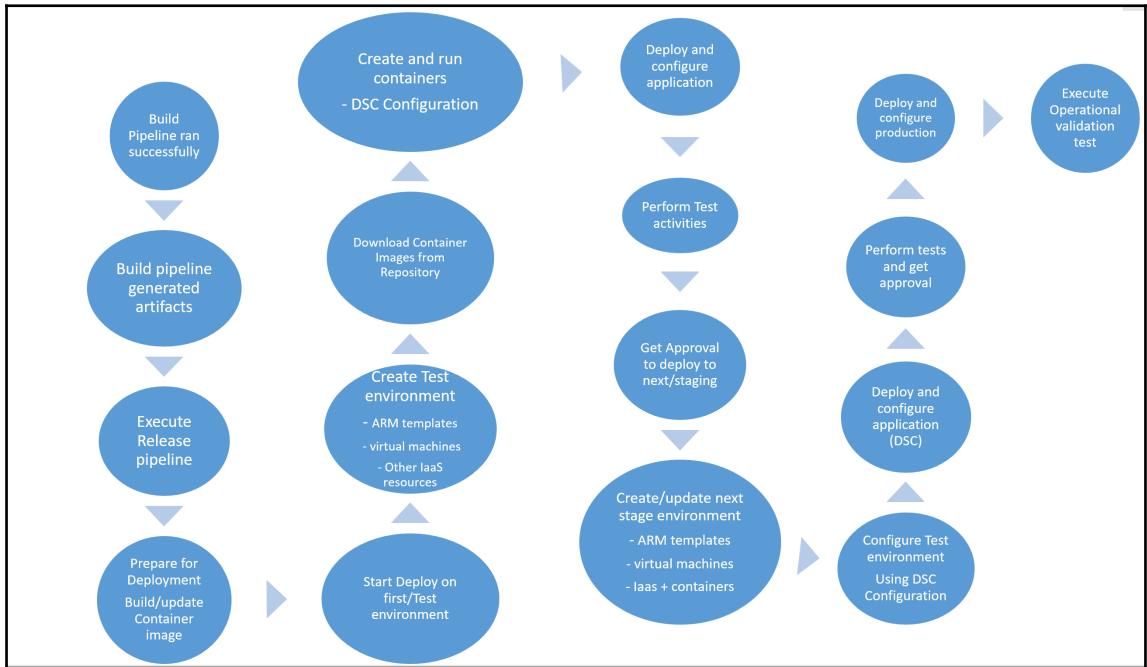 Build
Pipeline ran
successfully
Build pipeline
generated
artifacts
Execute
Release
pipeline
Prepare for
Deployment
Build/update
Container
image
Start Deploy on
first/Test
environment
Create Test
environment
- ARM templates
- virtual machines
- Other IaaS
resources
Download Container
Images from
Repository
Create and run
containers
- DSC Configuration
Deploy and
configure
application
Perform Test
activities
Get Approval
to deploy to
next/staging
Create/update next
stage environment
- ARM templates
- virtual machines
- Iaas + containers
Configure Test
environment
Using DSC
Configuration
Deploy and
configure
application
(DSC)
Perform tests
and get
approval
Deploy and
configure
production
Execute
Operational
validation
test